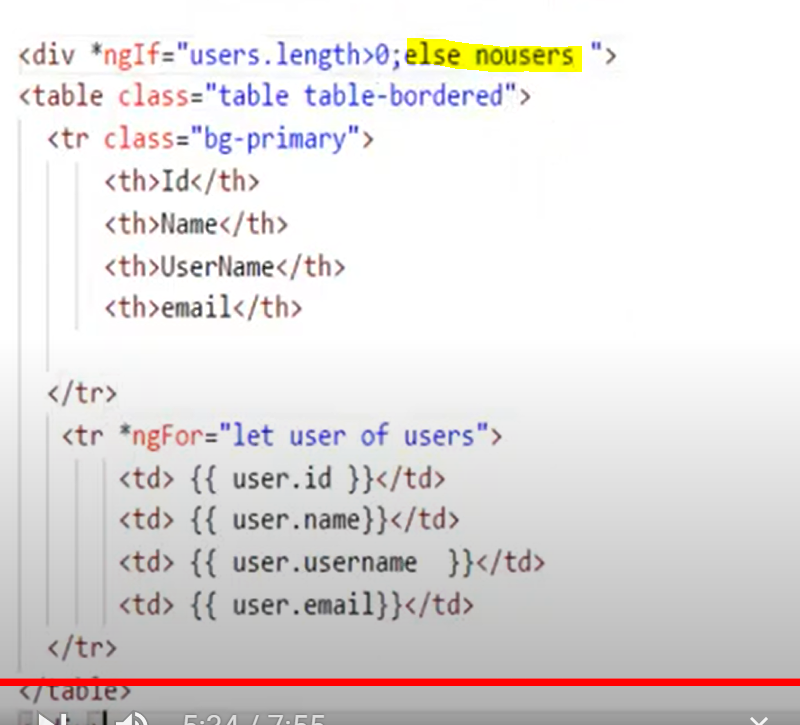 <div *ngIf="users.length>0;else nousers ">
<table class="table table-bordered">
<tr class="bg-primary">
<th>Id</th>
<th>Name</th>
<th>UserName</th>
<th>email</th>
</tr>
<tr *ngFor="let user of users">
<td> {{ user.id }}</td>
<td> {{ user.name}}</td>
<td> {{ user.username  }}</td>
<td> {{ user.email}}</td>
</tr>
</table>
5:24 / 7:55